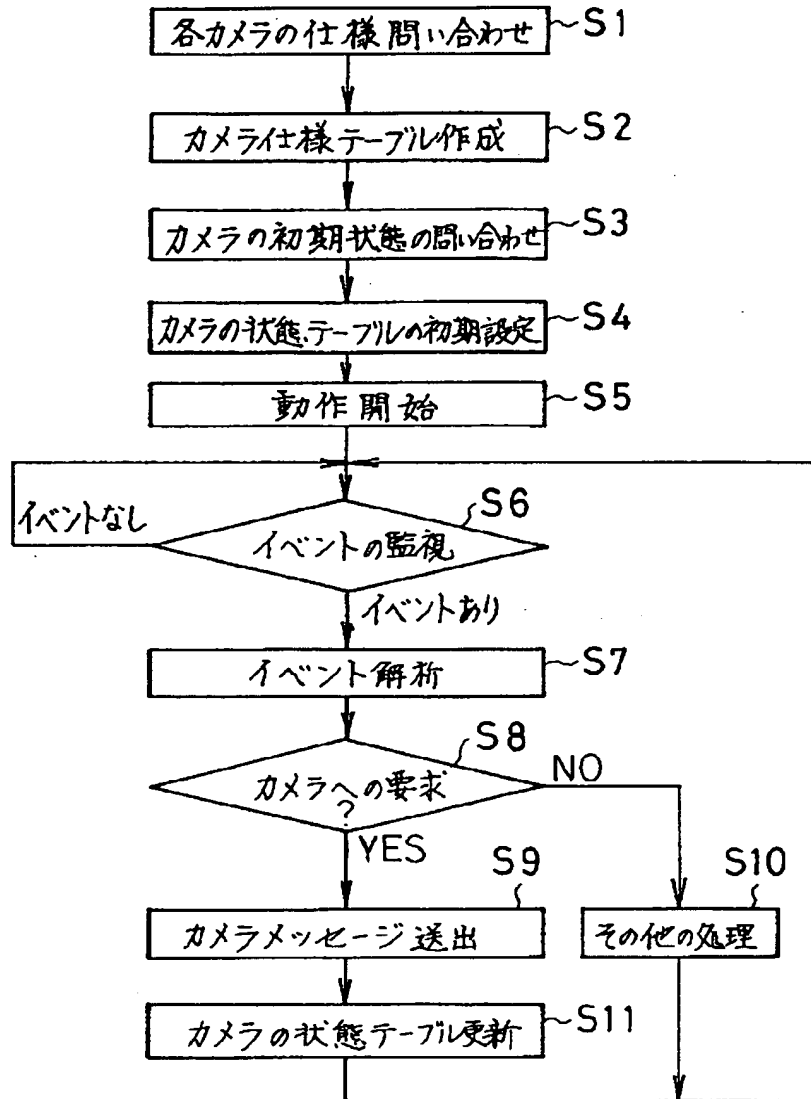 各カメラの仕様問い合わせ S1
カメラ仕様テーブル作成 S2
カメラの初期状態の問い合わせ S3
カメラの状態テーブルの初期設定 S4
動作開始 S5
S6
イベントなし
イベントの監視
イベントあり
イベント解析 S7
S8
カメラへの要求
?
NO
YES
S9
S10
カメラメッセージ送出
その他の処理
カメラの状態テーブル更新 S11